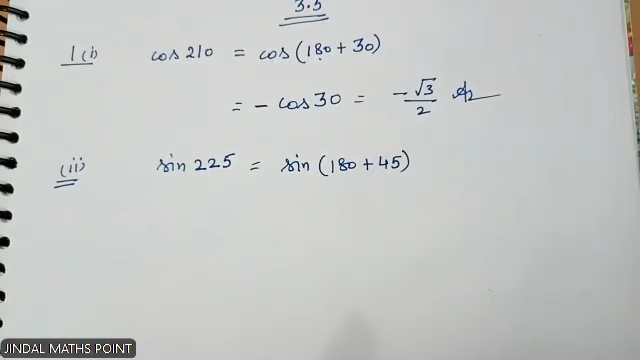 3.5
1(i) cos 210 = cos (180 + 30)
= - cos 30 = -√3/2
(ii) sin 225 = sin (180 + 45)
JINDAL MATHS POINT